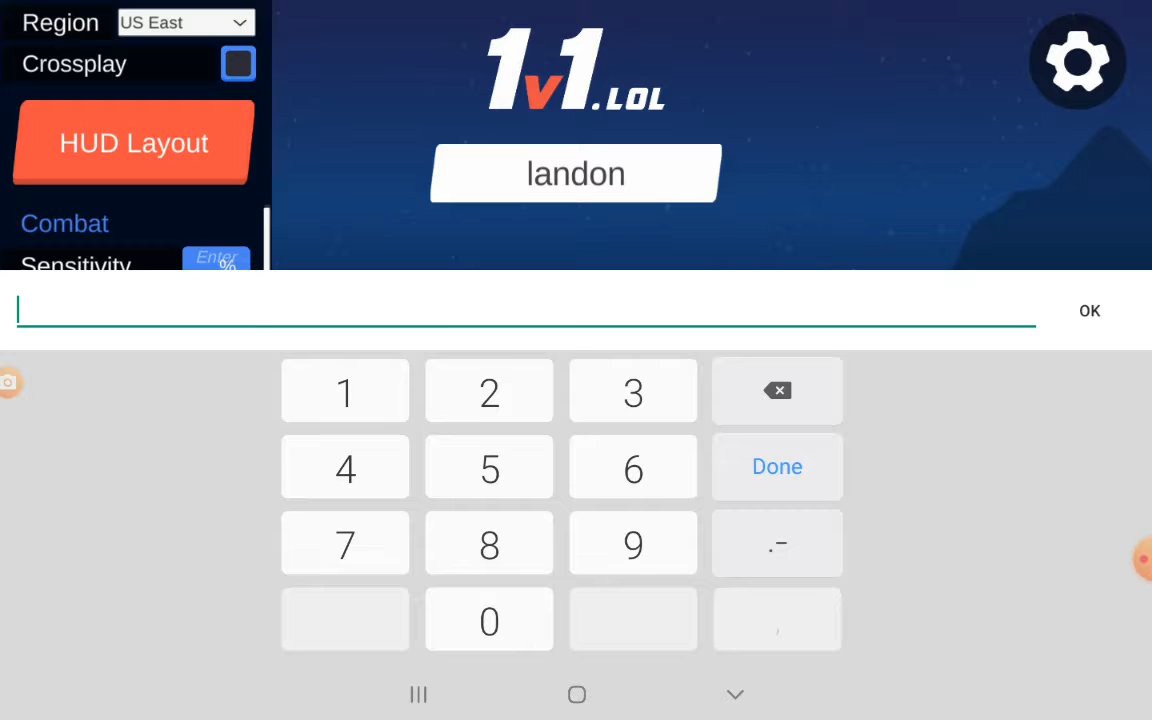 Region US East
Crossplay
HUD Layout
Combat
Sensitivity Enter %
1v1.LOL
landon
OK
1 2 3
4 5 6 Done
7 8 9 .-
0 ,